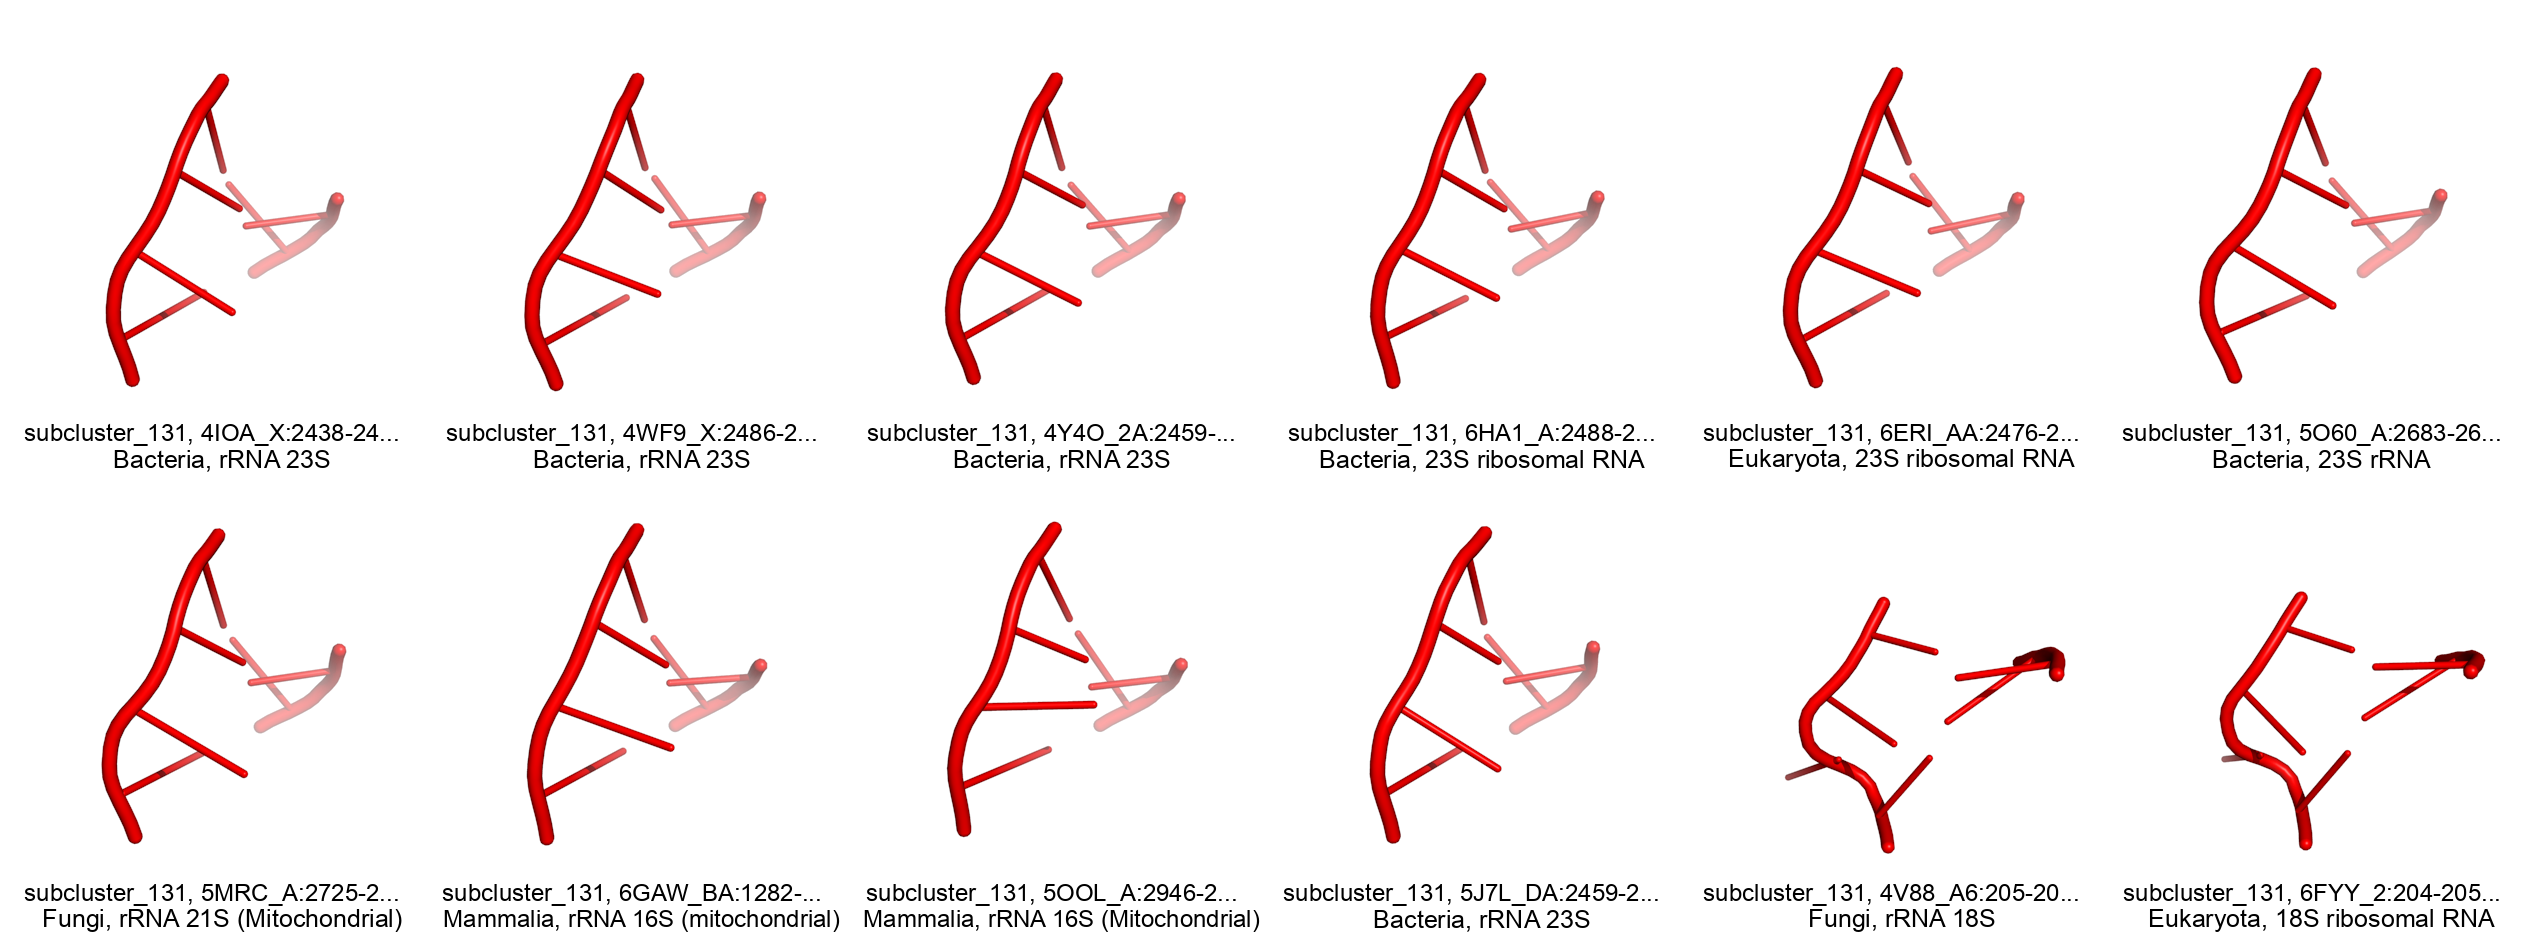 subcluster_131, 4IOA_X:2438-24...
Bacteria, rRNA 23S
subcluster_131, 4WF9_X:2486-2...
Bacteria, rRNA 23S
subcluster_131, 4Y4O_2A:2459-...
Bacteria, rRNA 23S
subcluster_131, 6HA1_A:2488-2...
Bacteria, 23S ribosomal RNA
subcluster_131, 6ERI_AA:2476-2...
Eukaryota, 23S ribosomal RNA
subcluster_131, 5O60_A:2683-26...
Bacteria, 23S rRNA
subcluster_131, 5MRC_A:2725-2...
Fungi, rRNA 21S (Mitochondrial)
subcluster_131, 6GAW_BA:1282-...
Mammalia, rRNA 16S (mitochondrial)
subcluster_131, 5OOL_A:2946-2...
Mammalia, rRNA 16S (Mitochondrial)
subcluster_131, 5J7L_DA:2459-2...
Bacteria, rRNA 23S
subcluster_131, 4V88_A6:205-20...
Fungi, rRNA 18S
subcluster_131, 6FYY_2:204-205...
Eukaryota, 18S ribosomal RNA